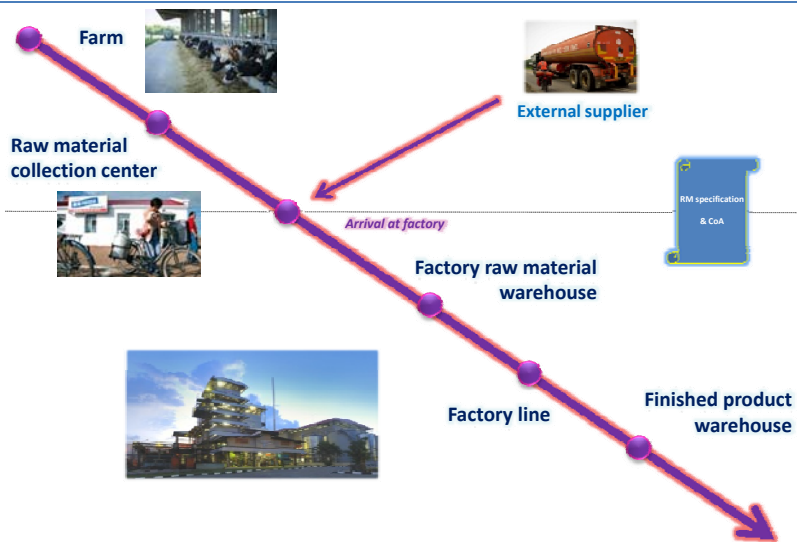 Farm
External supplier
Raw material
collection center
RM specification
& CoA
Arrival at factory
Factory raw material
warehouse
Factory line
Finished product
warehouse